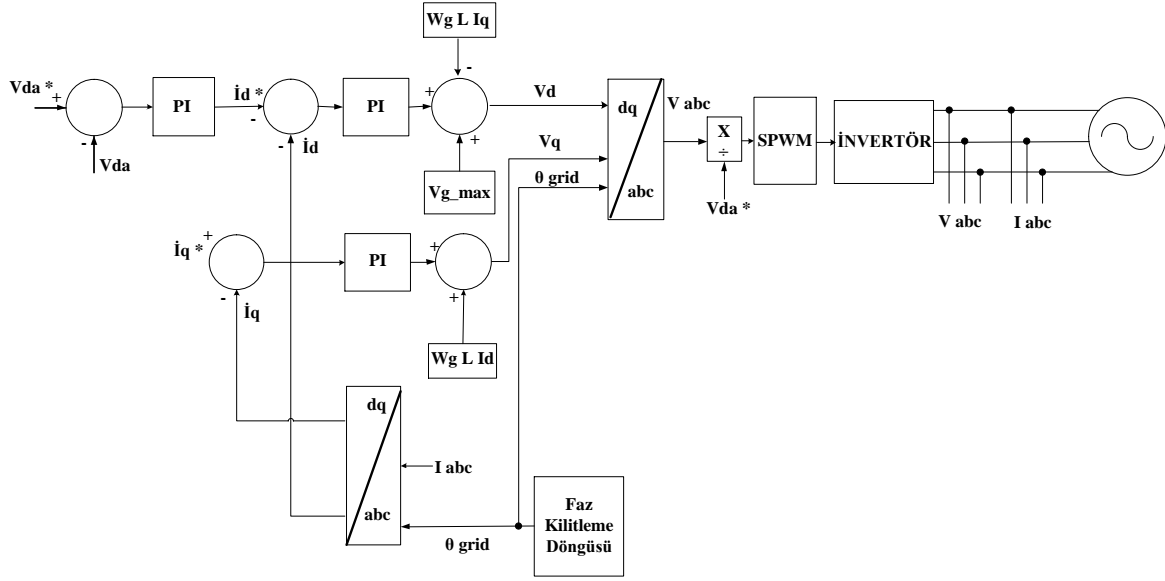 Wg L Iq
Vda *
+
-
Vda
PI
İd *
-
-
İd
PI
+
-
+
Vg_max
Vd
Vq
θ grid
dq
abc
V abc
X
÷
Vda *
SPWM
İNVERTÖR
V abc
I abc
+
İq *
-
İq
PI
+
+
Wg L Id
dq
abc
I abc
θ grid
Faz
Kilitleme
Döngüsü